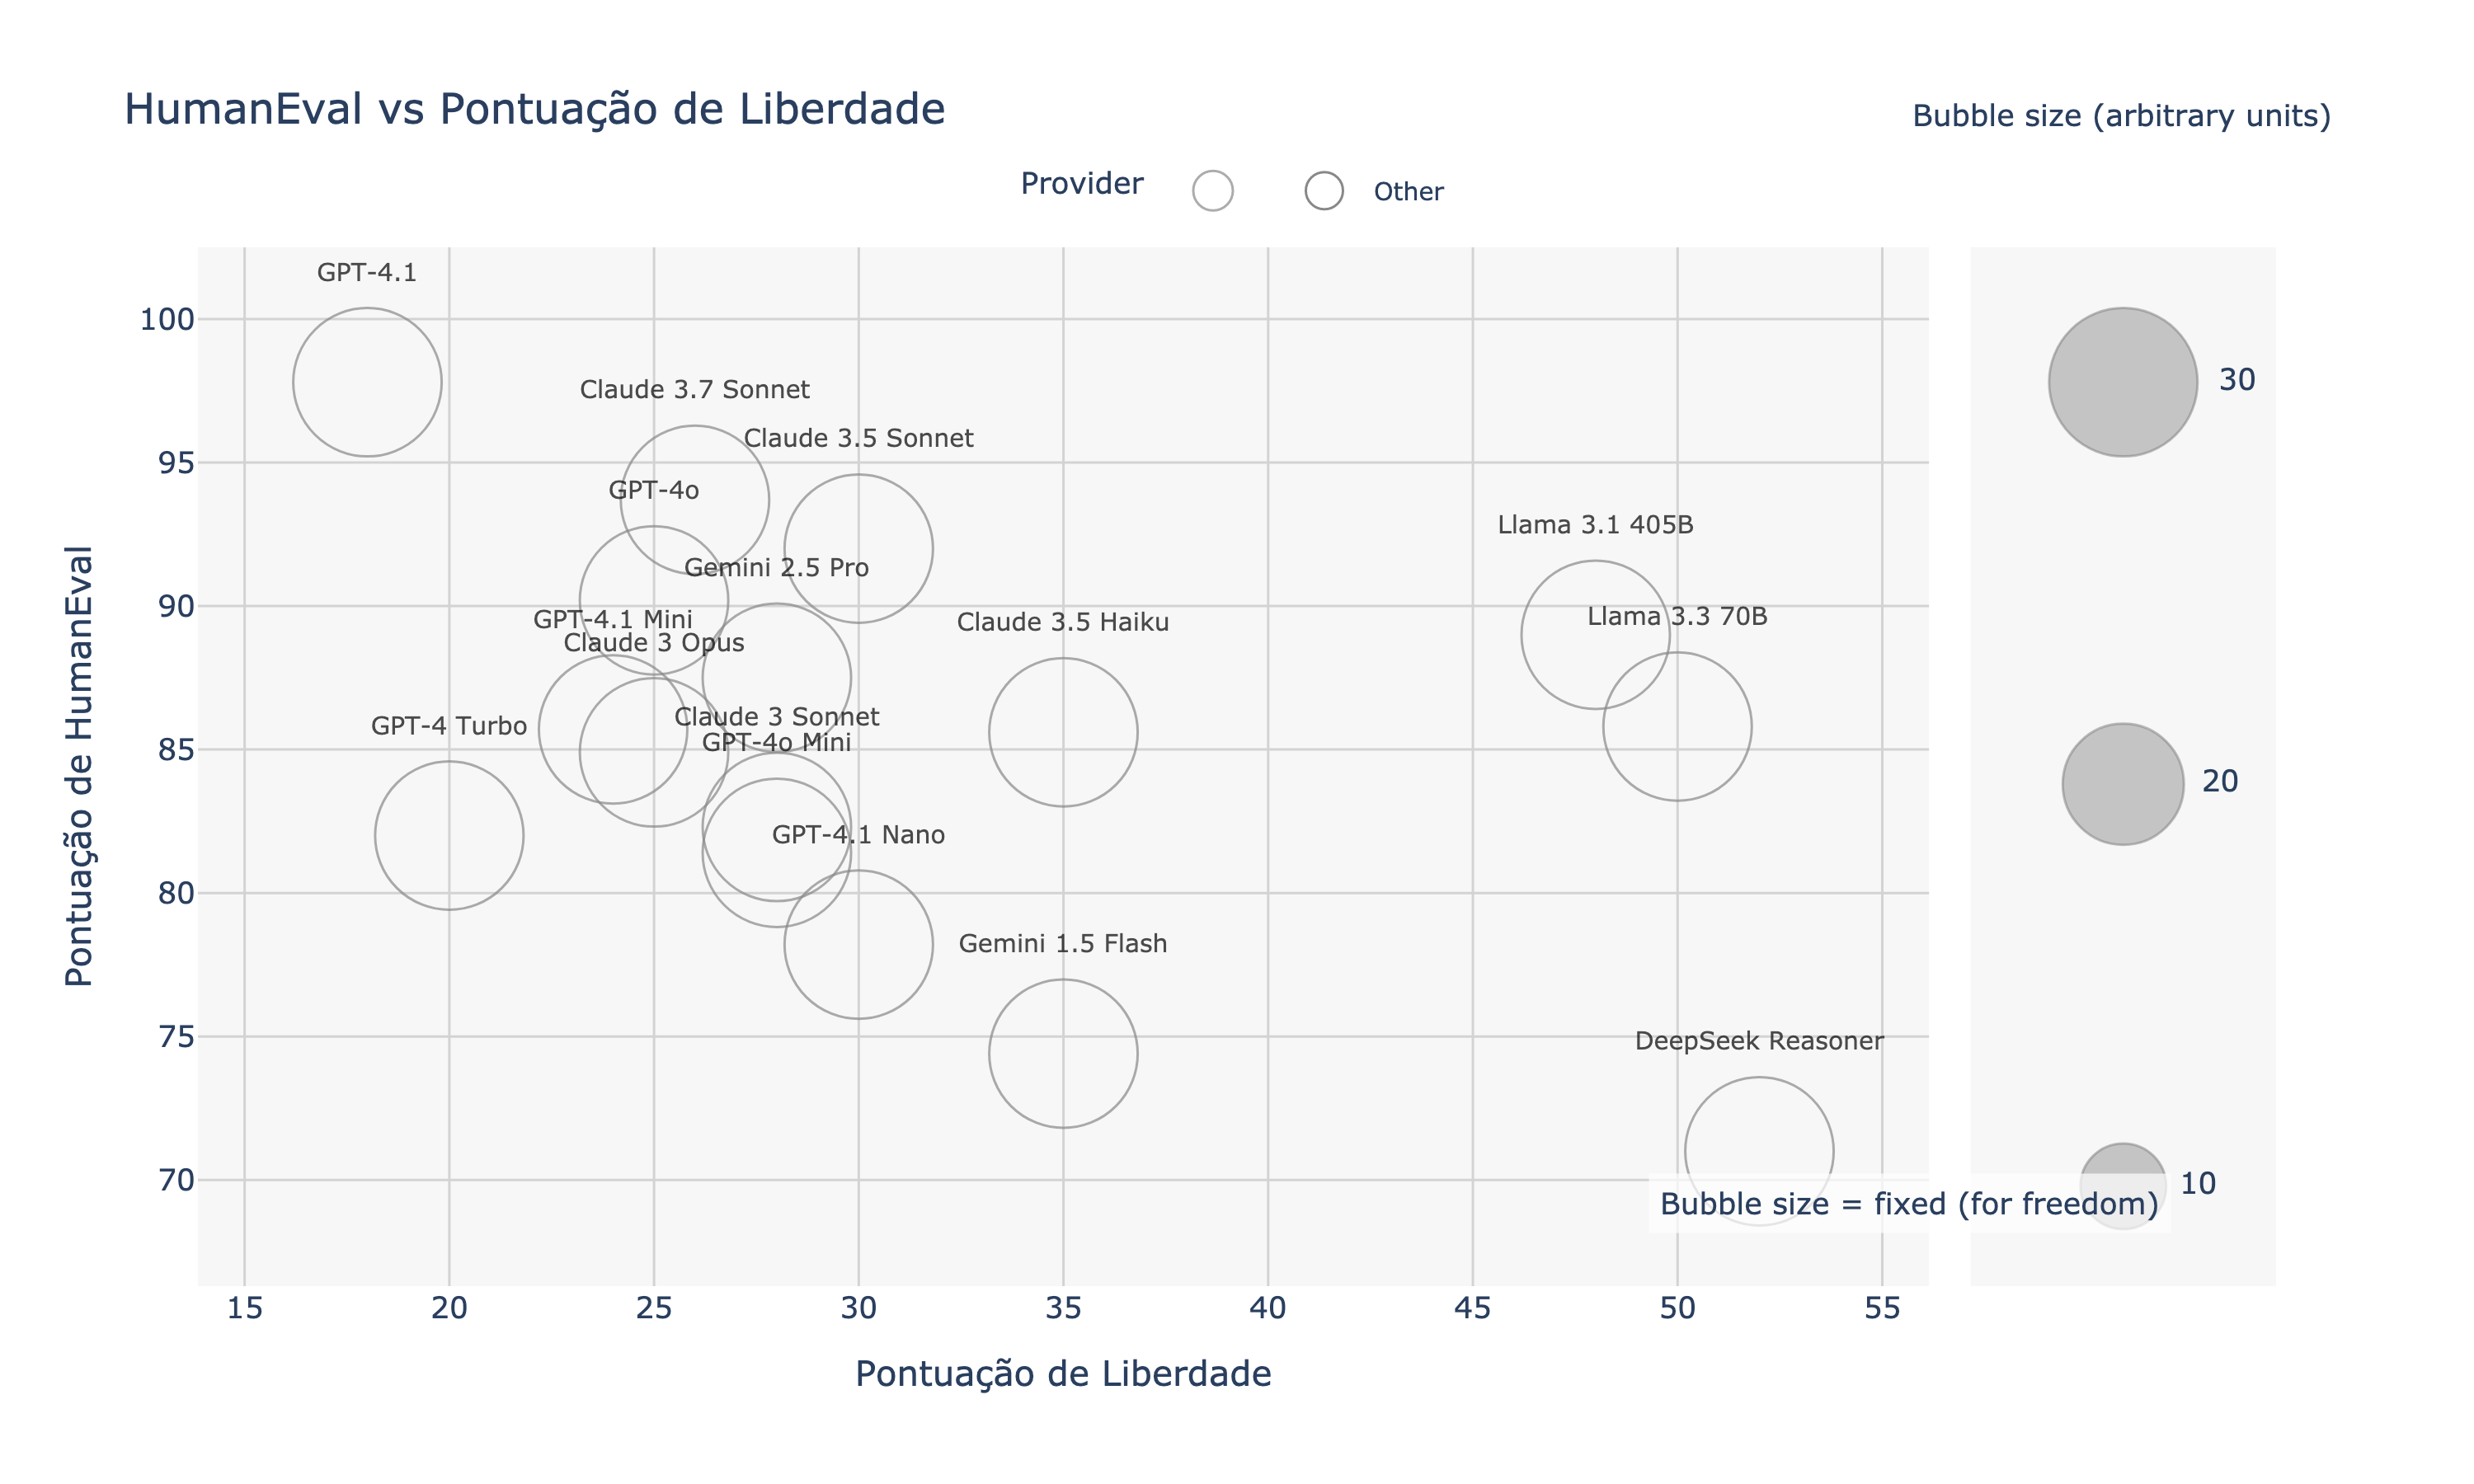 HumanEval vs Pontuação de Liberdade
Bubble size (arbitrary units)
Provider
Other
GPT-4.1
Claude 3.7 Sonnet
Claude 3.5 Sonnet
GPT-4o
Llama 3.1 405B
Gemini 2.5 Pro
Llama 3.3 70B
GPT-4.1 Mini
Claude 3.5 Haiku
Claude 3 Opus
Claude 3 Sonnet
GPT-4 Turbo
GPT-4o Mini
GPT-4.1 Nano
Gemini 1.5 Flash
DeepSeek Reasoner
Bubble size = fixed (for freedom)
100
95
90
85
80
75
70
Pontuação de HumanEval
15 20 25 30 35 40 45 50 55
Pontuação de Liberdade
30
20
10